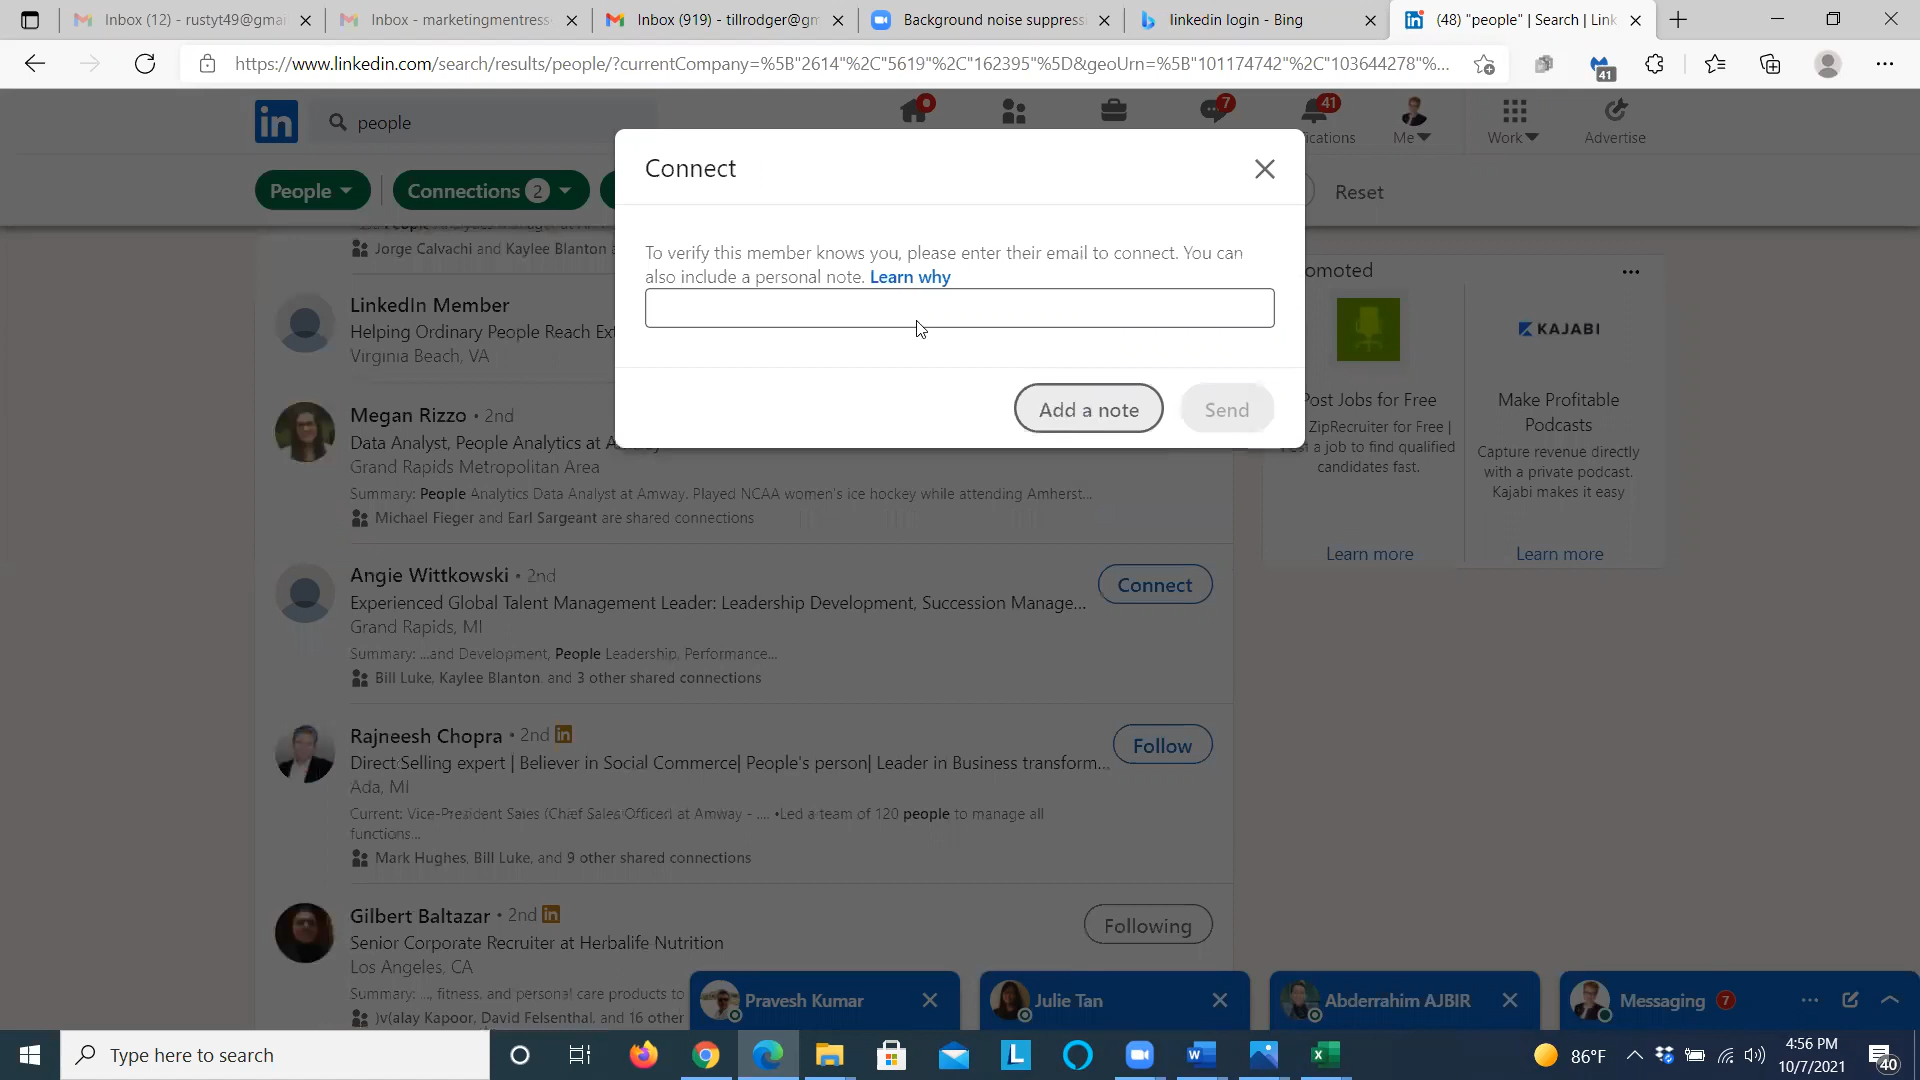 Inbox (12) - rustyt49@gmai
Inbox - marketingmentress
Inbox (919) - tillrodger@gm
Background noise suppress
linkedin login - Bing
(48) "people" | Search | Link
https://www.linkedin.com/search/results/people/?currentCompany=%5B"2614"%2C"5619"%2C"162395"%5D&geoUrn=%5B"101174742"%2C"103644278"%...
41
in
people
7
41
ications
Me
Work
Advertise
People
Connections 2
Reset
Connect
To verify this member knows you, please enter their email to connect. You can
also include a personal note. Learn why
Add a note
Send
Jorge Calvachi and Kaylee Blanton
LinkedIn Member
Helping Ordinary People Reach Ext
Virginia Beach, VA
Megan Rizzo • 2nd
Data Analyst, People Analytics at Amway
Grand Rapids Metropolitan Area
Summary: People Analytics Data Analyst at Amway. Played NCAA women's ice hockey while attending Amherst...
Michael Fieger and Earl Sargeant are shared connections
Angie Wittkowski • 2nd
Connect
Experienced Global Talent Management Leader: Leadership Development, Succession Manage...
Grand Rapids, MI
Summary: ...and Development, People Leadership, Performance...
Bill Luke, Kaylee Blanton, and 3 other shared connections
Rajneesh Chopra • 2nd in
Follow
Direct Selling expert | Believer in Social Commerce| People's person| Leader in Business transform...
Ada, MI
Current: Vice-President Sales (Chief Sales Officer) at Amway - .... •Led a team of 120 people to manage all
functions...
Mark Hughes, Bill Luke, and 9 other shared connections
Gilbert Baltazar • 2nd in
Following
Senior Corporate Recruiter at Herbalife Nutrition
Los Angeles, CA
Summary: ..., fitness, and personal care products to
Kapoor, David Felsenthal, and 16 other
omoted
KAJABI
Post Jobs for Free
ZipRecruiter for Free |
a job to find qualified
candidates fast.
Learn more
Make Profitable
Podcasts
Capture revenue directly
with a private podcast.
Kajabi makes it easy
Learn more
Pravesh Kumar
Julie Tan
Abderrahim AJBIR
Messaging 7
Type here to search
86°F
4:56 PM
10/7/2021
40